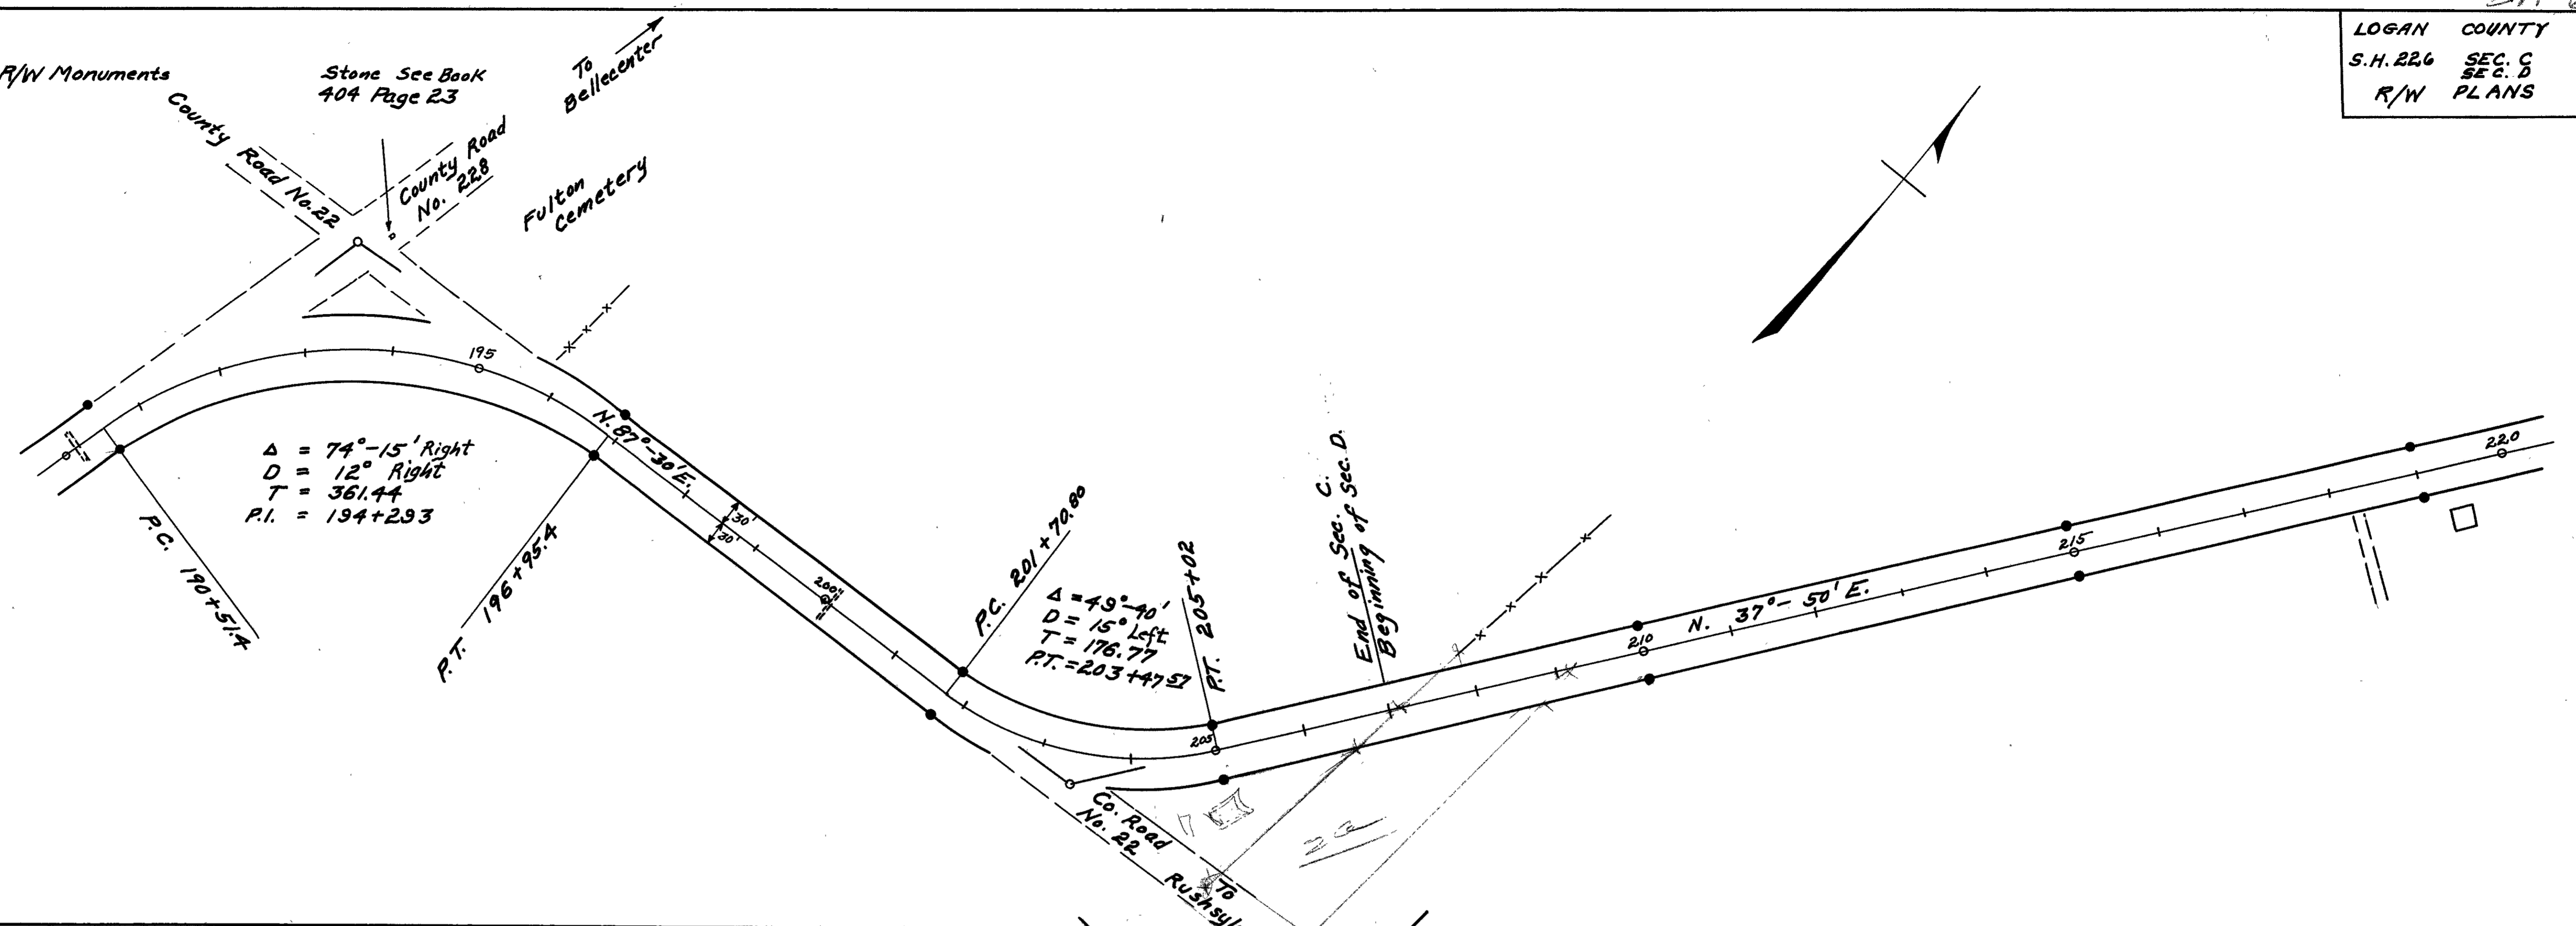 LOGAN COUNTY
S.H. 226 SEC. C
SEC. D
R/W PLANS
R/W Monuments
Stone See Book
404 Page 23
To
Bellecenter
County Road No. 22
County Road
No. 228
Fulton
Cemetery
195
N. 87°-30' E.
Δ = 74°-15' Right
D = 12° Right
T = 361.44
P.I. = 194+293
P.C. 190+51.4
P.T. 196+95.4
30'
30'
200
P.C. 201+70.80
Δ = 49°-40'
D = 15° Left
T = 176.77
P.T. = 203+47 57
P.T. 205+02
205
End of Sec. C.
Beginning of Sec. D.
210
N. 37°-50' E.
215
220
Co. Road
No. 22
To